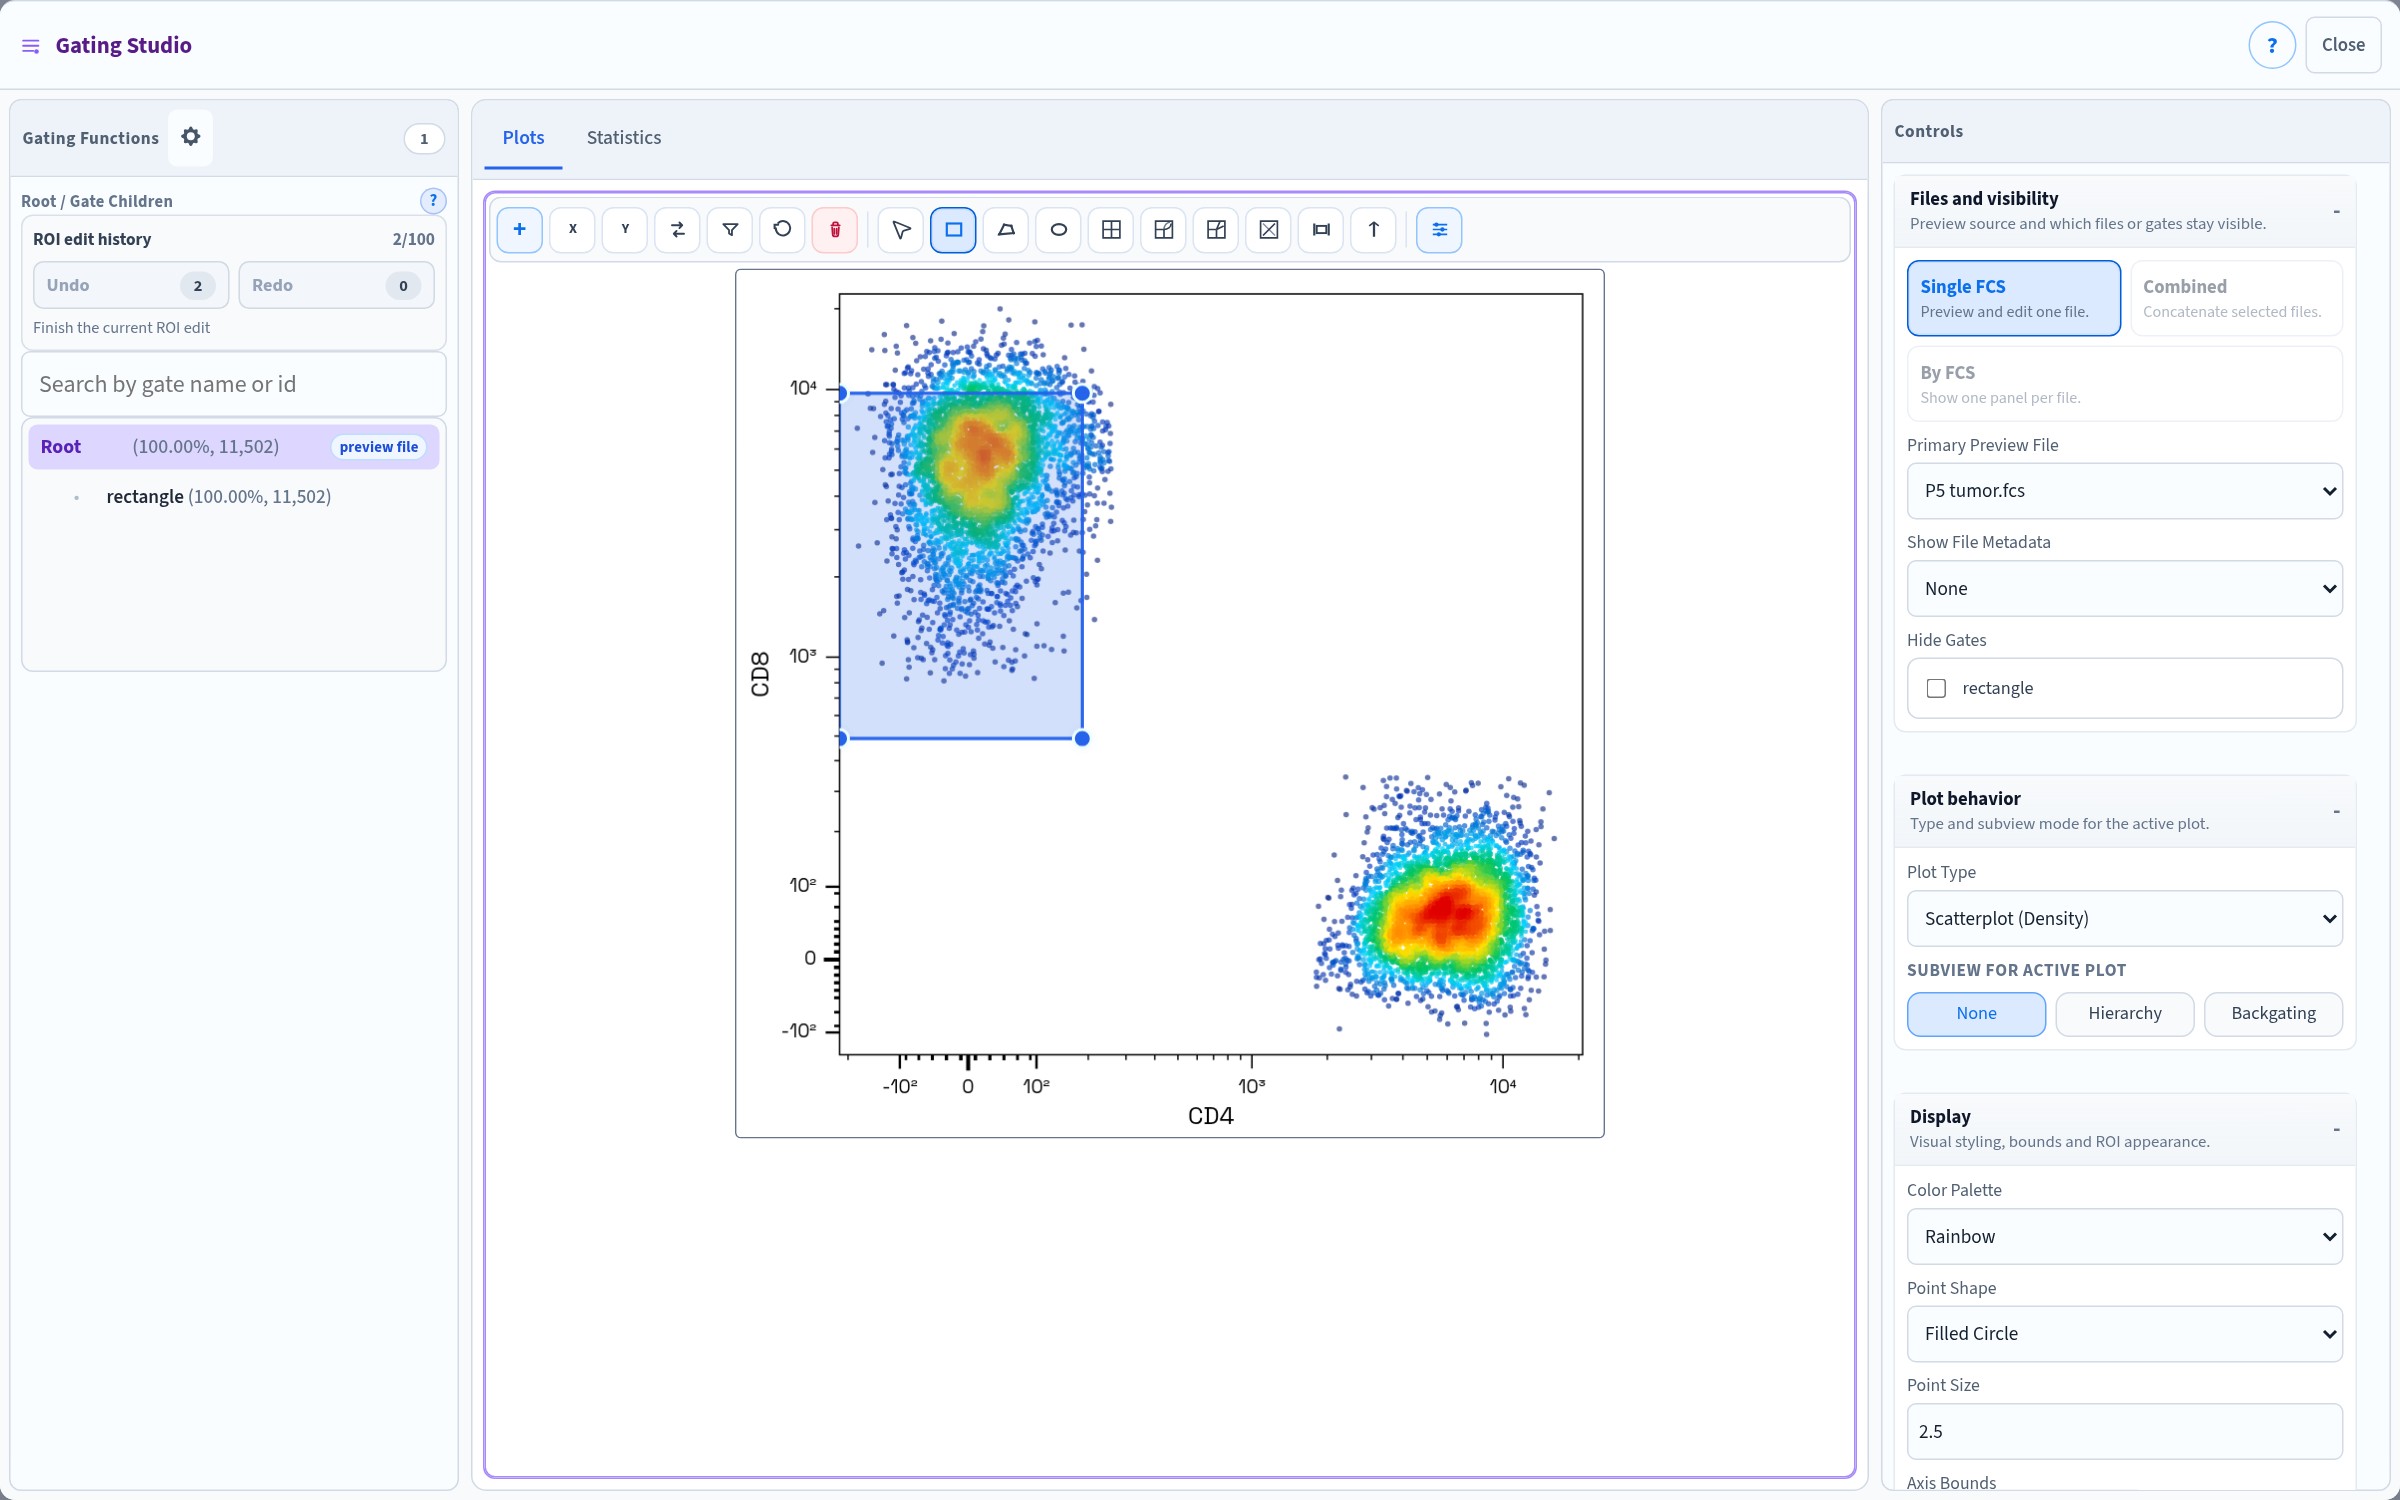 Gating Studio
?
Close
Gating Functions
1
Root / Gate Children
?
ROI edit history
2/100
Undo
2
Redo
0
Finish the current ROI edit
Search by gate name or id
Root
(100.00%, 11,502)
preview file
rectangle (100.00%, 11,502)
Plots
Statistics
+
X
Y
10⁴
10³
10²
0
-10²
CD8
-10²
0
10²
10³
10⁴
CD4
Controls
Files and visibility
Preview source and which files or gates stay visible.
-
Single FCS
Preview and edit one file.
Combined
Concatenate selected files.
By FCS
Show one panel per file.
Primary Preview File
P5 tumor.fcs
Show File Metadata
None
Hide Gates
rectangle
Plot behavior
Type and subview mode for the active plot.
-
Plot Type
Scatterplot (Density)
SUBVIEW FOR ACTIVE PLOT
None
Hierarchy
Backgating
Display
Visual styling, bounds and ROI appearance.
-
Color Palette
Rainbow
Point Shape
Filled Circle
Point Size
2.5
Axis Bounds